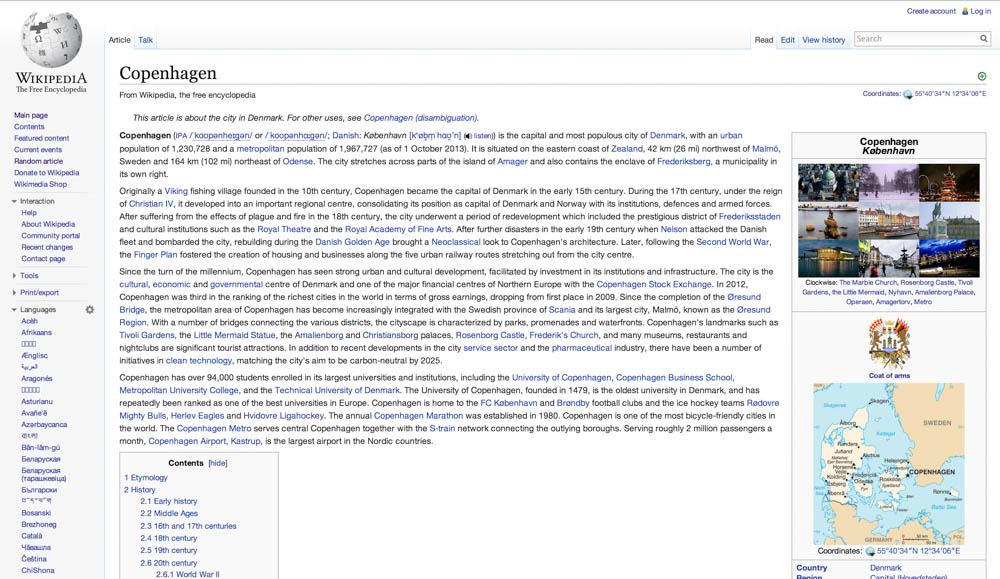 Create account Log in
Article Talk
Read Edit View history Search
WIKIPEDIA
The Free Encyclopedia
Main page
Contents
Featured content
Current events
Random article
Donate to Wikipedia
Wikimedia Shop
Interaction
Help
About Wikipedia
Community portal
Recent changes
Contact page
Tools
Print/export
Languages
Acèh
Afrikaans
Ænglisc
العربية
Aragonés
Asturianu
Avañe'ẽ
Azərbaycanca
বাংলা
Bân-lâm-gú
Беларуская
Беларуская
(тарашкевіца)
Български
Bosanski
Brezhoneg
Català
Чӑвашла
Čeština
ChiShona
Copenhagen
From Wikipedia, the free encyclopedia
Coordinates: 55°40′34″N 12°34′06″E
This article is about the city in Denmark. For other uses, see Copenhagen (disambiguation).
Copenhagen (IPA /ˈkoʊpənheɪɡən/ or /ˈkoʊpənhɑːɡən/; Danish: København (listen)) is the capital and most populous city of Denmark, with an urban
population of 1,230,728 and a metropolitan population of 1,967,727 (as of 1 October 2013). It is situated on the eastern coast of Zealand, 42 km (26 mi) northwest of Malmö,
Sweden and 164 km (102 mi) northeast of Odense. The city stretches across parts of the island of Amager and also contains the enclave of Frederiksberg, a municipality in
its own right.
Originally a Viking fishing village founded in the 10th century, Copenhagen became the capital of Denmark in the early 15th century. During the 17th century, under the reign
of Christian IV, it developed into an important regional centre, consolidating its position as capital of Denmark and Norway with its institutions, defences and armed forces.
After suffering from the effects of plague and fire in the 18th century, the city underwent a period of redevelopment which included the prestigious district of Frederiksstaden
and cultural institutions such as the Royal Theatre and the Royal Academy of Fine Arts. After further disasters in the early 19th century when Nelson attacked the Danish
fleet and bombarded the city, rebuilding during the Danish Golden Age brought a Neoclassical look to Copenhagen's architecture. Later, following the Second World War,
the Finger Plan fostered the creation of housing and businesses along the five urban railway routes stretching out from the city centre.
Since the turn of the millennium, Copenhagen has seen strong urban and cultural development, facilitated by investment in its institutions and infrastructure. The city is the
cultural, economic and governmental centre of Denmark and one of the major financial centres of Northern Europe with the Copenhagen Stock Exchange. In 2012,
Copenhagen was third in the ranking of the richest cities in the world in terms of gross earnings, dropping from first place in 2009. Since the completion of the Øresund
Bridge, the metropolitan area of Copenhagen has become increasingly integrated with the Swedish province of Scania and its largest city, Malmö, known as the Øresund
Region. With a number of bridges connecting the various districts, the cityscape is characterized by parks, promenades and waterfronts. Copenhagen's landmarks such as
Tivoli Gardens, the Little Mermaid Statue, the Amalienborg and Christiansborg palaces, Rosenborg Castle, Frederik's Church, and many museums, restaurants and
nightclubs are significant tourist attractions. In addition to recent developments in the city service sector and the pharmaceutical industry, there have been a number of
initiatives in clean technology, matching the city's aim to be carbon-neutral by 2025.
Copenhagen has over 94,000 students enrolled in its largest universities and institutions, including the University of Copenhagen, Copenhagen Business School,
Metropolitan University College, and the Technical University of Denmark. The University of Copenhagen, founded in 1479, is the oldest university in Denmark, and has
repeatedly been ranked as one of the best universities in Europe. Copenhagen is home to the FC København and Brøndby football clubs and the ice hockey teams Rødovre
Mighty Bulls, Herlev Eagles and Hvidovre Ligahockey. The annual Copenhagen Marathon was established in 1980. Copenhagen is one of the most bicycle-friendly cities in
the world. The Copenhagen Metro serves central Copenhagen together with the S-train network connecting the outlying boroughs. Serving roughly 2 million passengers a
month, Copenhagen Airport, Kastrup, is the largest airport in the Nordic countries.
Contents [hide]
1 Etymology
2 History
2.1 Early history
2.2 Middle Ages
2.3 16th and 17th centuries
2.4 18th century
2.5 19th century
2.6 20th century
2.6.1 World War II
Copenhagen
København
Clockwise: The Marble Church, Rosenborg Castle, Tivoli
Gardens, the Little Mermaid, Nyhavn, Amalienborg Palace,
Operaen, Amagertorv, Metro
Coat of arms
Skagerak
Skagen
Kattegat
SWEDEN
Ålborg
Randers
Jutland
Århus
Horsens
Vejle
Kolding
Esbjerg
Odense
Fyn
Åbenrå
Helsingør
COPENHAGEN
Roskilde
Sjælland
Rønne
Baltic Sea
GERMANY
POL.
Coordinates: 55°40′34″N 12°34′06″E
Country Denmark
Region Capital (Hovedstaden)